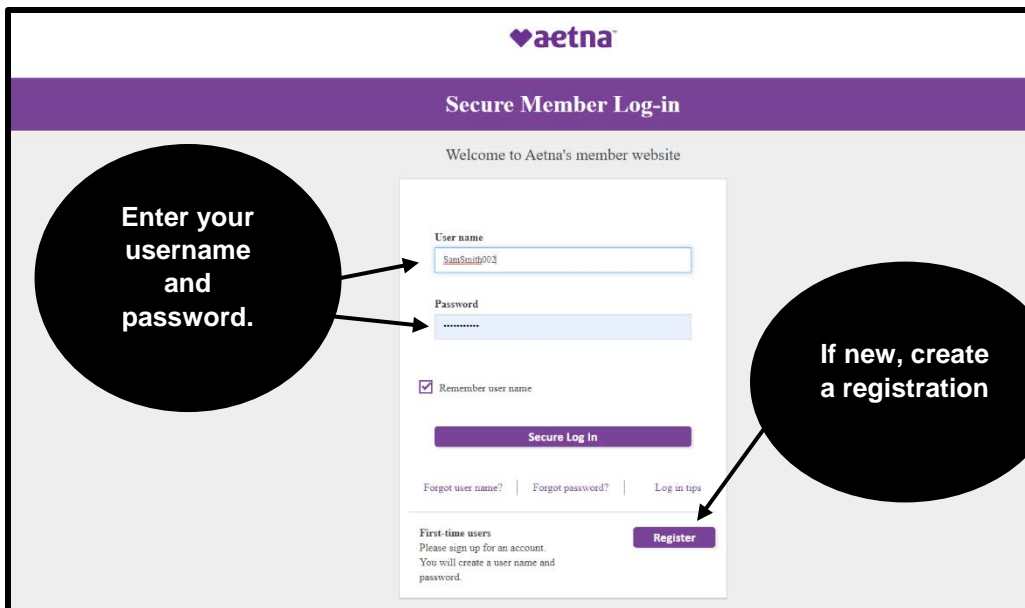 aetna™
Secure Member Log-in
Welcome to Aetna's member website
Enter your
username
and
password.
User name
SamSmith002
Password
•••••••••••
If new, create
a registration
Remember user name
Secure Log In
Forgot user name? | Forgot password? | Log in tips
First-time users
Please sign up for an account.
You will create a user name and
password.
Register